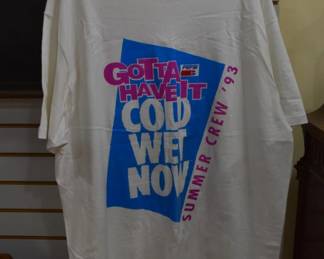 GOTTA
HAVE IT
COLD
WET
NOW
SUMMER CREW '93